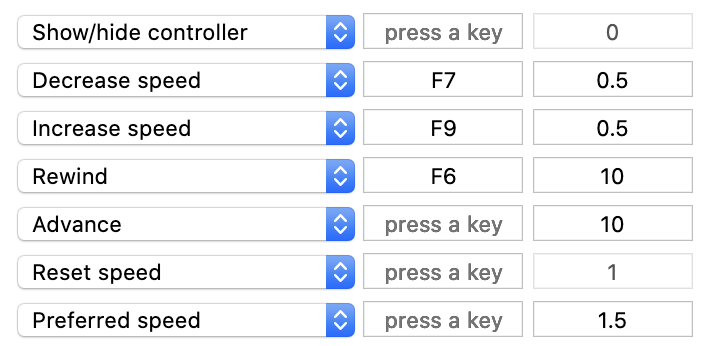 Show/hide controller press a key 0
Decrease speed F7 0.5
Increase speed F9 0.5
Rewind F6 10
Advance press a key 10
Reset speed press a key 1
Preferred speed press a key 1.5